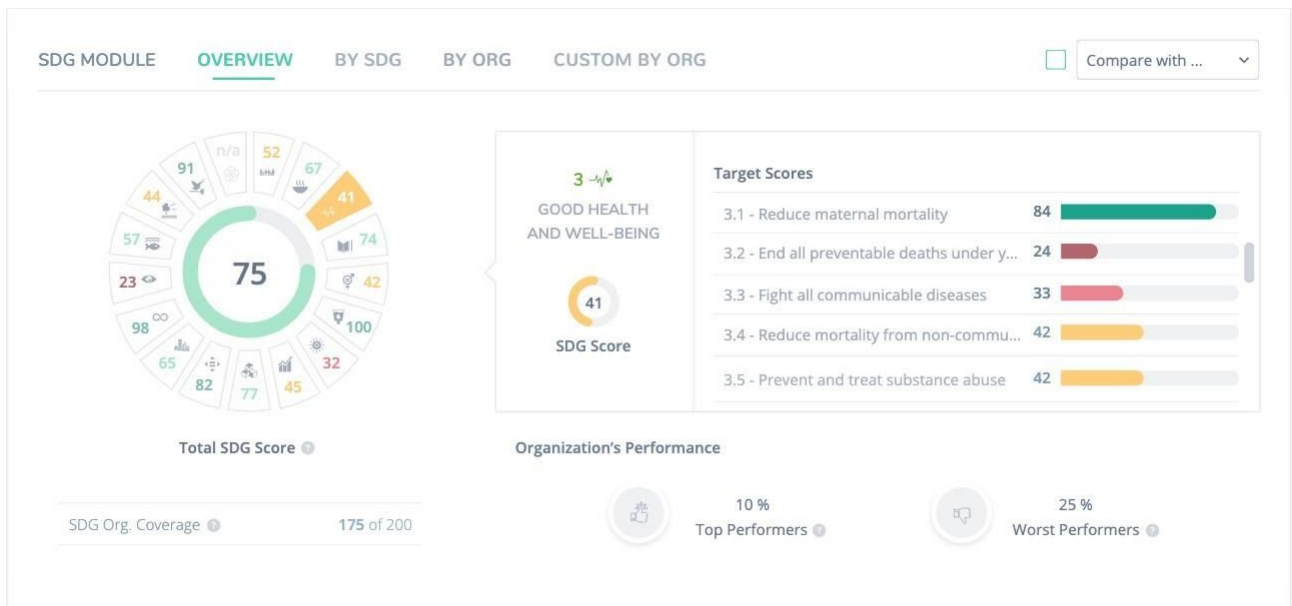 SDG MODULE
OVERVIEW
BY SDG
BY ORG
CUSTOM BY ORG
Compare with ...
n/a
52
67
41
74
42
100
32
45
77
82
65
98
23
57
44
91
75
Total SDG Score ?
SDG Org. Coverage ?
175 of 200
3
GOOD HEALTH
AND WELL-BEING
41
SDG Score
Target Scores
3.1 - Reduce maternal mortality 84
3.2 - End all preventable deaths under y... 24
3.3 - Fight all communicable diseases 33
3.4 - Reduce mortality from non-commu... 42
3.5 - Prevent and treat substance abuse 42
Organization's Performance
10 %
Top Performers ?
25 %
Worst Performers ?